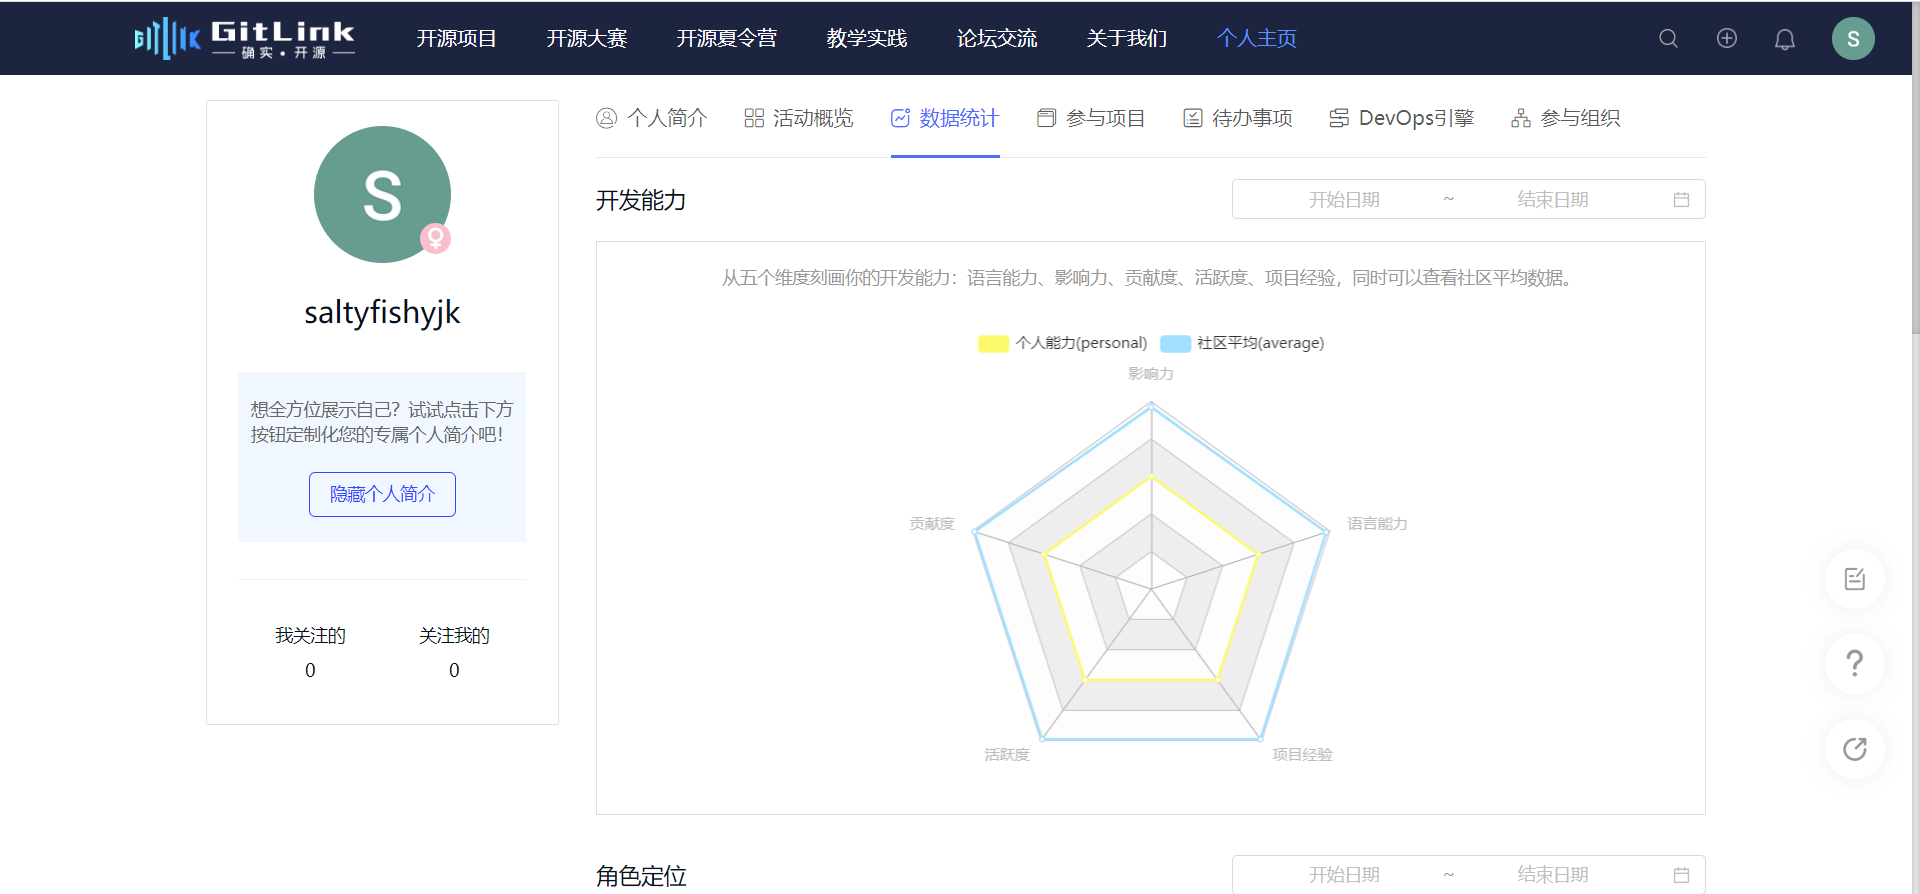 GitLink
确实·开源
开源项目 开源大赛 开源夏令营 教学实践 论坛交流 关于我们 个人主页
S
S
saltyfishyjk
想全方位展示自己？试试点击下方
按钮定制化您的专属个人简介吧！
隐藏个人简介
我关注的 关注我的
0 0
个人简介 活动概览 数据统计 参与项目 待办事项 DevOps引擎 参与组织
开发能力
开始日期 ~ 结束日期
从五个维度刻画你的开发能力：语言能力、影响力、贡献度、活跃度、项目经验，同时可以查看社区平均数据。
个人能力(personal) 社区平均(average)
影响力
贡献度 语言能力
活跃度 项目经验
角色定位
开始日期 ~ 结束日期